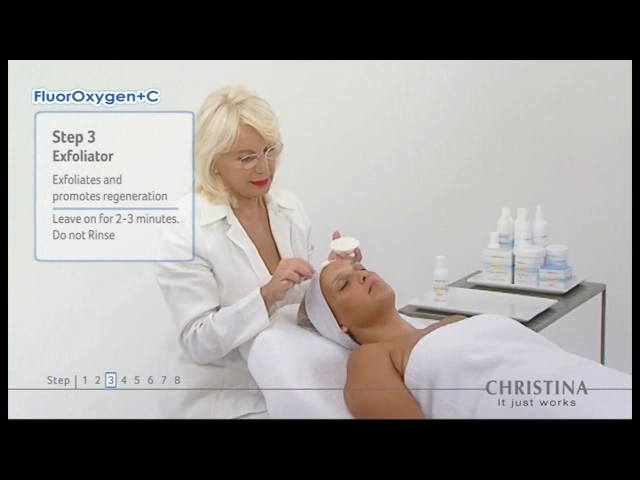 FluorOxygen+C
Step 3
Exfoliator
Exfoliates and
promotes regeneration
Leave on for 2-3 minutes.
Do not Rinse
Step | 1 2 3 4 5 6 7 8
CHRISTINA
It just works